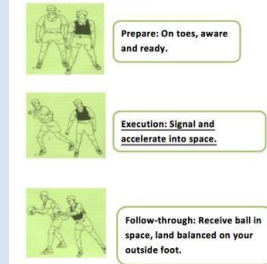 Prepare: On toes, aware
and ready.
Execution: Signal and
accelerate into space.
Follow-through: Receive ball in
space, land balanced on your
outside foot.